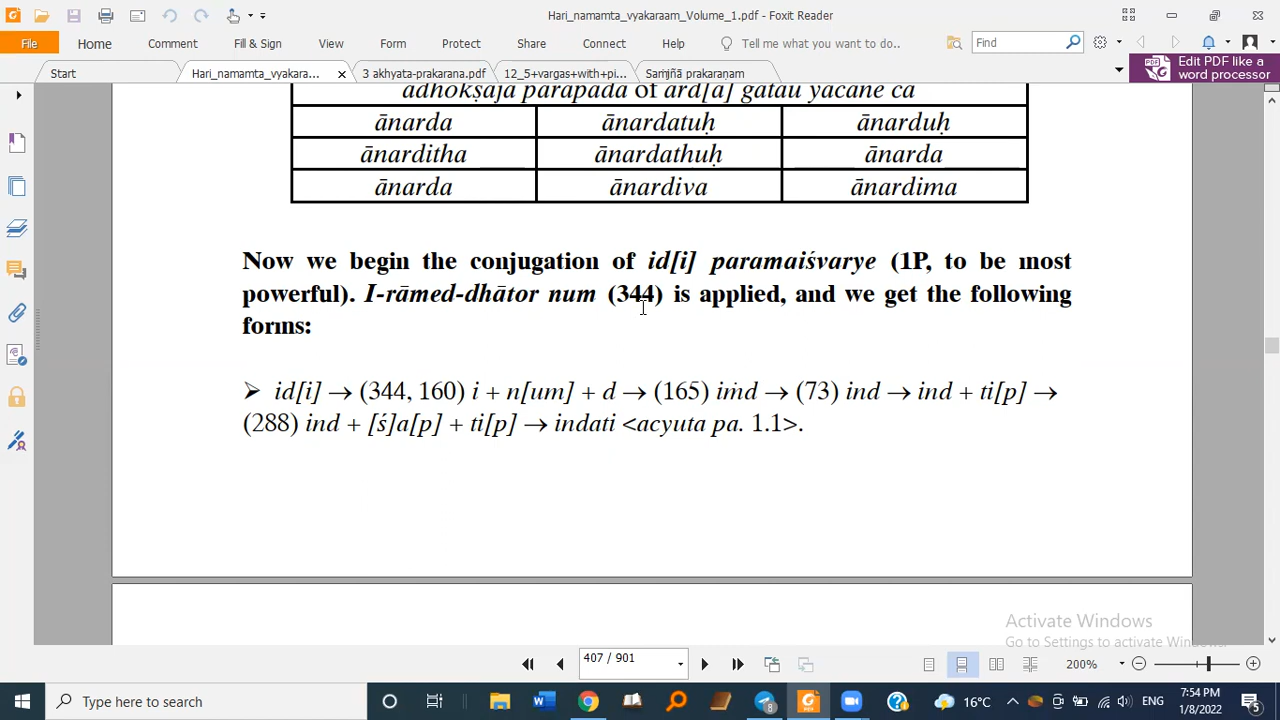 Hari_namamta_vyakaraam_Volume_1.pdf - Foxit Reader
File Home Comment Fill & Sign View Form Protect Share Connect Help Tell me what you want to do.. Find
Start Hari_namamta_vyakara... 3 akhyata-prakarana.pdf 12_5+vargas+with+pi... Saṁjñā prakaraṇam Edit PDF like a
word processor
adhokṣaja parapada of ard[a] gatau yācane ca
ānarda ānardatuḥ ānarduḥ
ānarditha ānardathuḥ ānarda
ānarda ānardiva ānardima
Now we begin the conjugation of id[i] paramaiśvarye (1P, to be most
powerful). I-rāmed-dhātor num (344) is applied, and we get the following
forms:
➢ id[i] → (344, 160) i + n[um] + d → (165) iṁd → (73) ind → ind + ti[p] →
(288) ind + [ś]a[p] + ti[p] → indati <acyuta pa. 1.1>.
Activate Windows
Go to Settings to activate Windows.
407 / 901 200%
Type here to search 16°C ENG 7:54 PM
1/8/2022